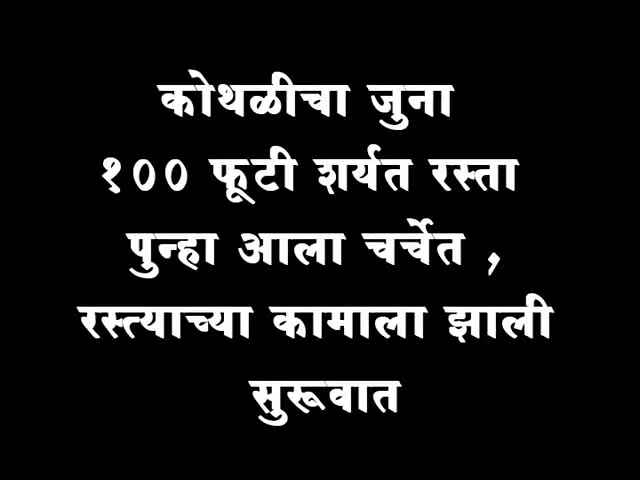 कोथळीचा जुना
१०० फूटी शर्यत रस्ता
पुन्हा आला चर्चेत ,
रस्त्याच्या कामाला झाली
सुरूवात